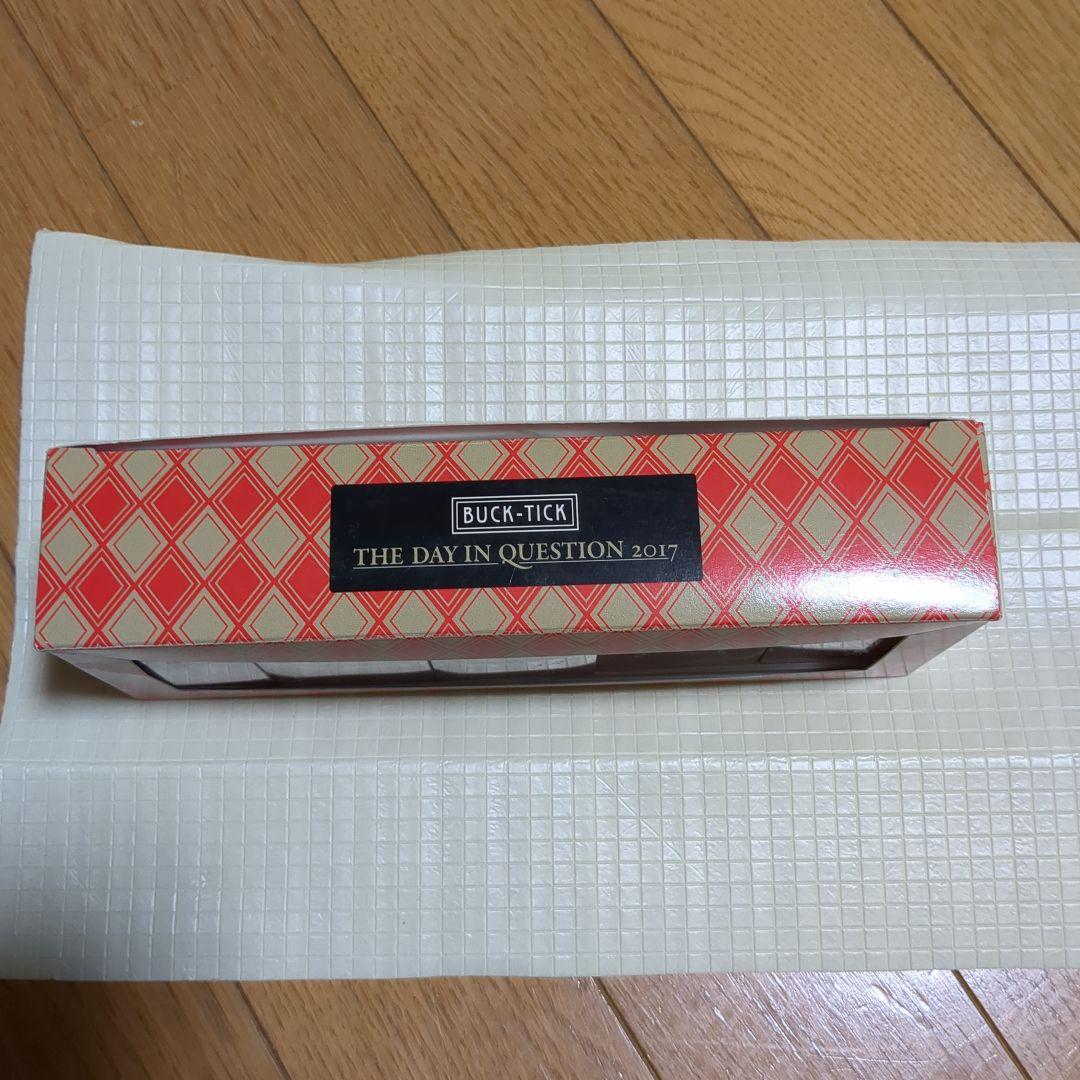 BUCK-TICK
THE DAY IN QUESTION 2017